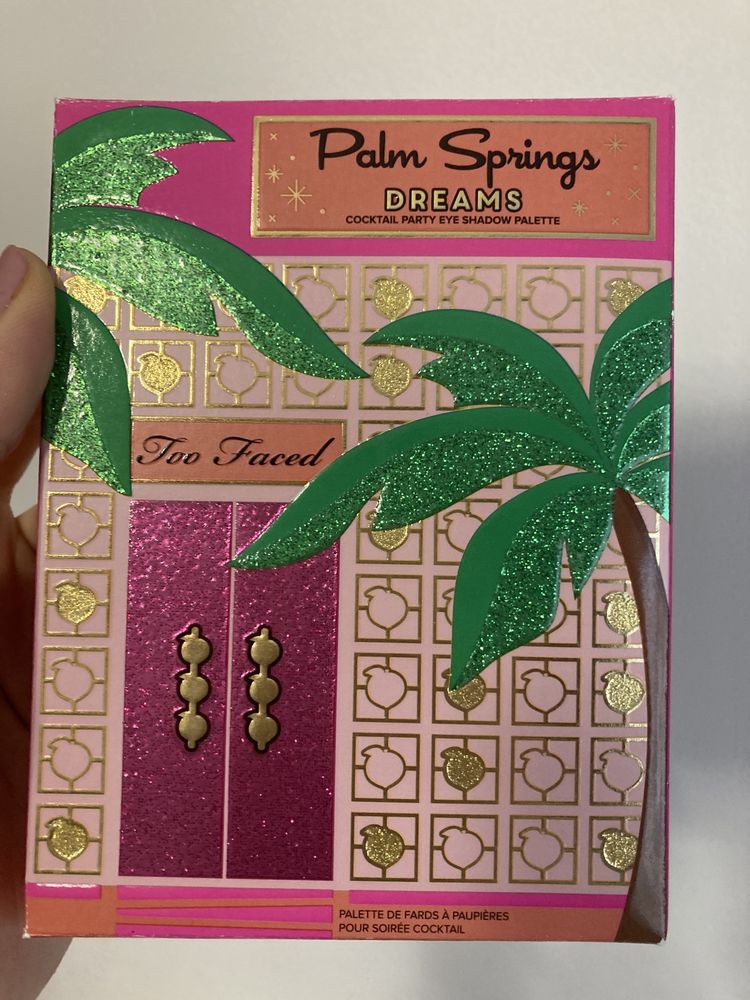 Palm Springs
DREAMS
COCKTAIL PARTY EYE SHADOW PALETTE
Too Faced
PALETTE DE FARDS À PAUPIÈRES
POUR SOIRÉE COCKTAIL